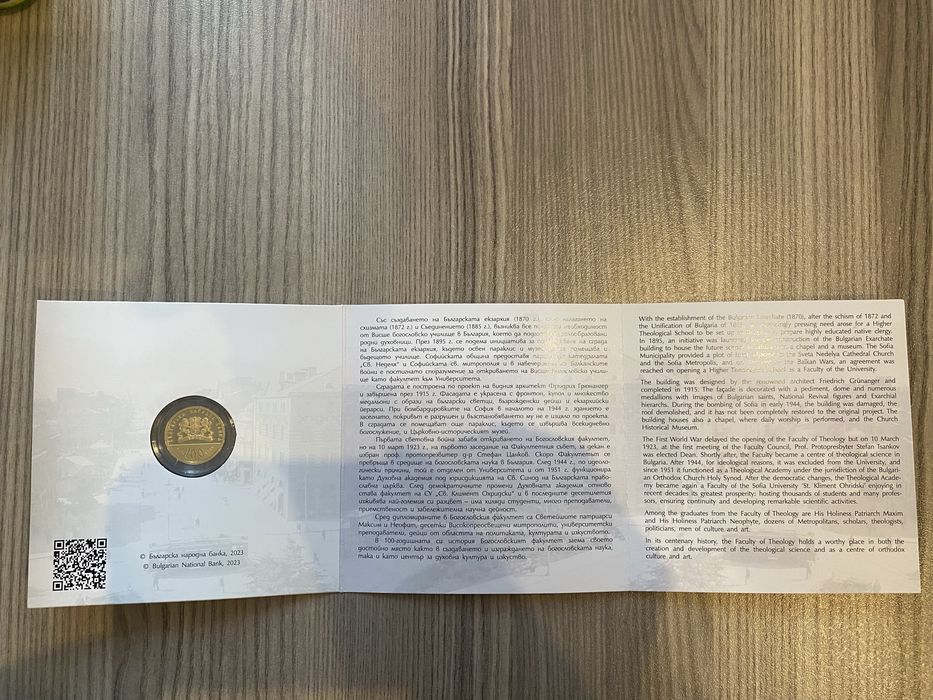 100
© Българска народна банка, 2023
© Bulgarian National Bank, 2023
Със създаването на Българската екзархия (1870 г.), след налагането на
схизмата (1872 г.) и Съединението (1885 г.), възниква все необходимост
от Висше богословско училище в България, което да високообразовани,
родни духовници. През 1895 г. се подема инициатива за на сграда
на Българската екзархия, където освен параклис и музей се помещава и
бъдещото училище. Софийската община предоставя катедралата
„Св. Неделя“ и Софийската св. митрополия и в навечерието Балканските
войни е постигнато споразумение за откриването на Висше богословско учили-
ще като факултет към Университета.
Сградата е построена по проект на видния архитект Фридрих Грюнангер
и завършена през 1915 г. Фасадата е украсена с фронтон, купол и множество
медальони с образи на български светци, възрожденски дейци и екзархийски
йерарси. При бомбардировките на София в началото на 1944 г. зданието е
засегнато, покривът е разрушен и възстановяването му не е изцяло по проекта.
В сградата се помещават още параклис, където се извършва всекидневно
богослужение, и Църковно-историческият музей.
Първата световна война забавя откриването на Богословския факултет,
но на 10 март 1923 г., на първото заседание на Факултетния съвет, за декан е
избран проф. протопрезвитер д-р Стефан Цанков. Скоро Факултетът се
превръща в средище на богословската наука в България. След 1944 г., по идеоло-
гически причини, той е отделен от Университета и от 1951 г. функционира
като Духовна академия под юрисдикцията на Св. Синод на Българската право-
славна църква. След демократичните промени Духовната академия отново
става факултет на СУ „Св. Климент Охридски“ и в последните десетилетия
изживява най-големия си разцвет – има хиляди студенти, много преподаватели,
приемственост и забележителна научна дейност.
Сред дипломираните в Богословския факултет са Светейшите патриарси
Максим и Неофит, десетки Високопреосвещени митрополити, университетски
преподаватели, дейци от областта на политиката, културата и изкуството.
В 100-годишната си история Богословският факултет заема своето
достойно място както в създаването и изграждането на богословската наука,
така и като център за духовна култура и изкуство.
With the establishment of the Bulgarian Exarchate (1870), after the schism of 1872 and
the Unification of Bulgaria of 1885, pressing need arose for a Higher
Theological School to be set up prepare highly educated native clergy.
In 1895, an initiative was launched construction of the Bulgarian Exarchate
building to house the future school, a chapel and a museum. The Sofia
Municipality provided a plot of Sveta Nedelya Cathedral Church
and the Sofia Metropolis, and on Balkan Wars, an agreement was
reached on opening a Higher Theological School as a Faculty of the University.
The building was designed by the renowned architect Friedrich Grünanger and
completed in 1915. The façade is decorated with a pediment, dome and numerous
medallions with images of Bulgarian saints, National Revival figures and Exarchial
hierarchs. During the bombing of Sofia in early 1944, the building was damaged, the
roof demolished, and it has not been completely restored to the original project. The
building houses also a chapel, where daily worship is performed, and the Church
Historical Museum.
The First World War delayed the opening of the Faculty of Theology but on 10 March
1923, at the first meeting of the Faculty Council, Prof. Protopresbyter Stefan Tsankov
was elected Dean. Shortly after, the Faculty became a centre of theological science in
Bulgaria. After 1944, for ideological reasons, it was excluded from the University, and
since 1951 it functioned as a Theological Academy under the jurisdiction of the Bulgari-
an Orthodox Church Holy Synod. After the democratic changes, the Theological Acade-
my became again a Faculty of the Sofia University ‘St. Kliment Ohridski’ enjoying in
recent decades its greatest prosperity: hosting thousands of students and many profes-
sors, ensuring continuity and developing remarkable scientific activities.
Among the graduates from the Faculty of Theology are His Holiness Patriarch Maxim
and His Holiness Patriarch Neophyte, dozens of Metropolitans, scholars, theologists,
politicians, men of culture and art.
In its centenary history, the Faculty of Theology holds a worthy place in both the
creation and development of the theological science and as a centre of orthodox
culture and art.